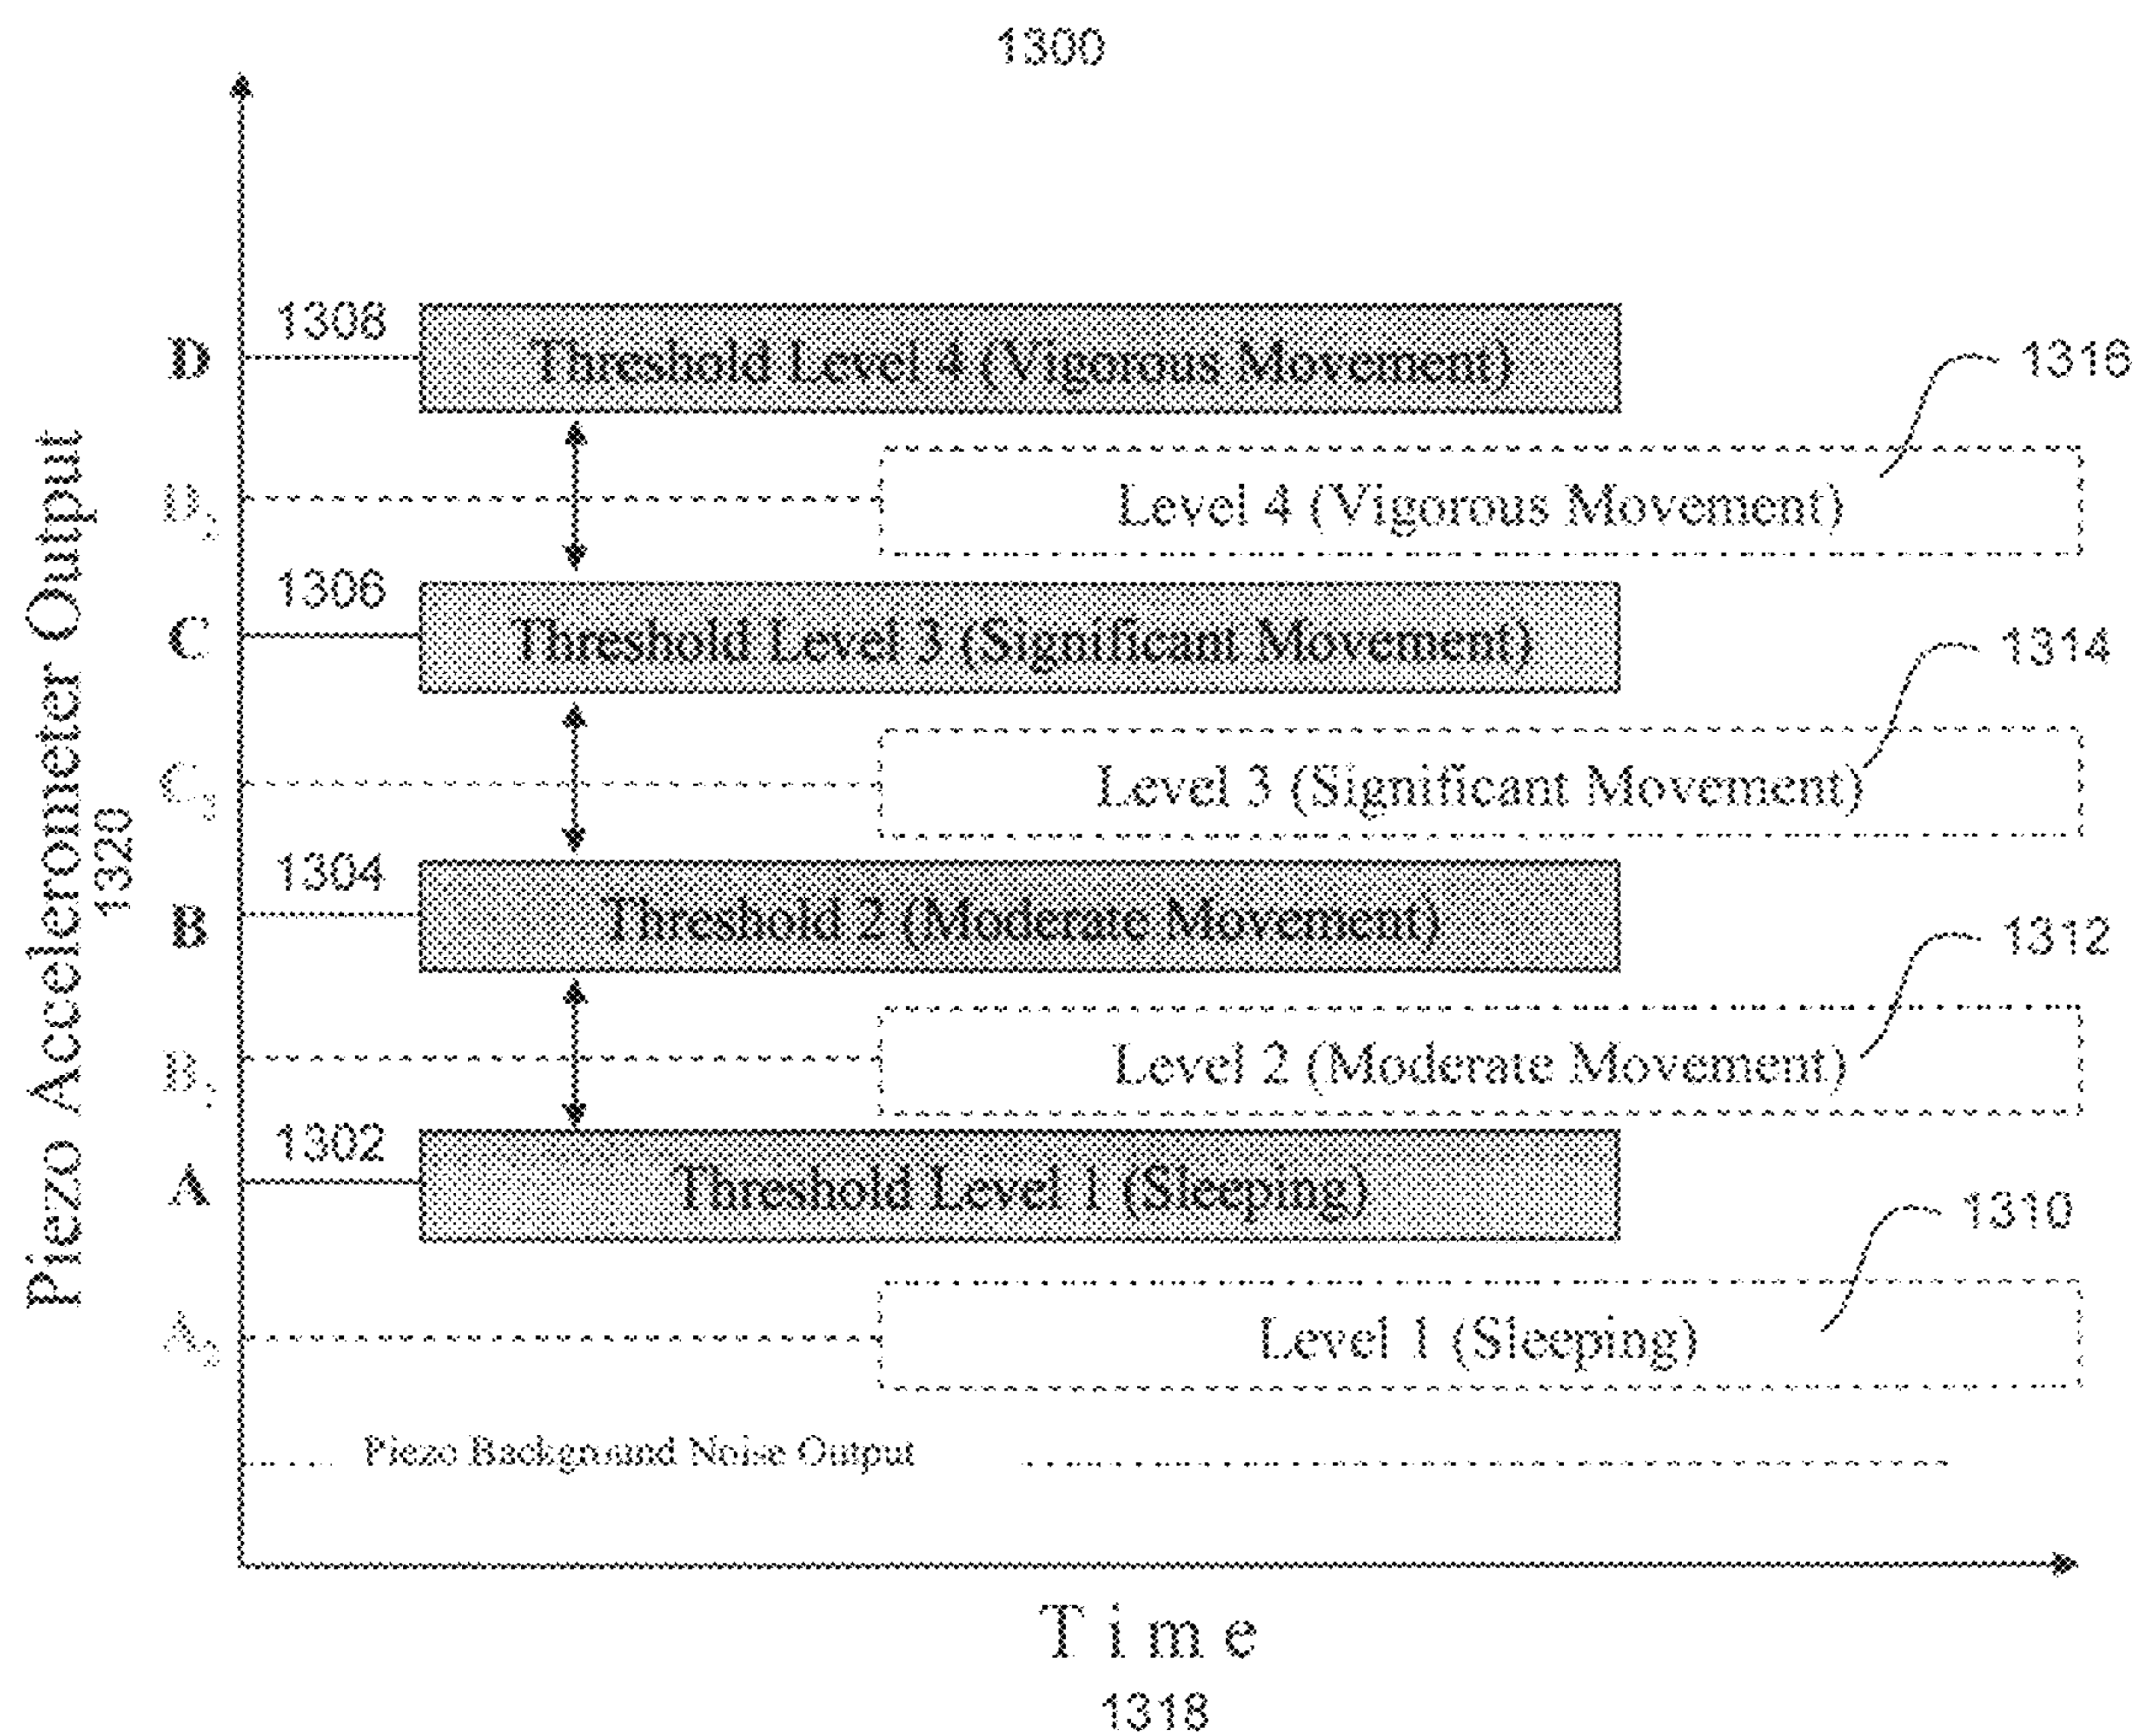 1300
1308
D
Threshold Level 4 (Vigorous Movement)
1316
D
Level 4 (Vigorous Movement)
1306
C
Threshold Level 3 (Significant Movement)
1314
C
Level 3 (Significant Movement)
1304
B
Threshold 2 (Moderate Movement)
1312
B
Level 2 (Moderate Movement)
1302
A
Threshold Level 1 (Sleeping)
1310
A2
Level 1 (Sleeping)
Piezo Background Noise Output
Piezo Accelerometer Output
1320
Time
1318